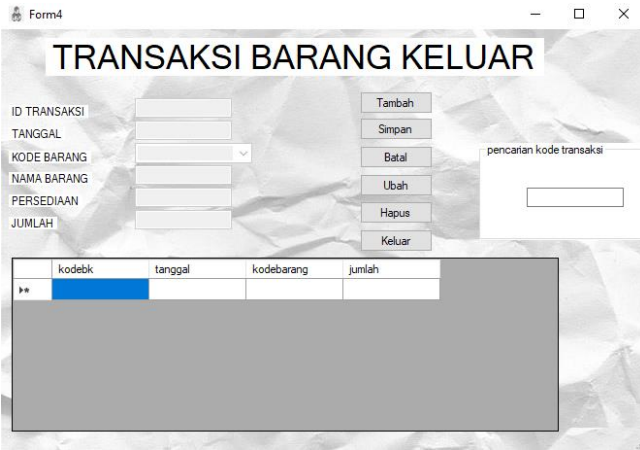 Form4
TRANSAKSI BARANG KELUAR
ID TRANSAKSI
TANGGAL
KODE BARANG
NAMA BARANG
PERSEDIAAN
JUMLAH
Tambah
Simpan
Batal
Ubah
Hapus
Keluar
pencarian kode transaksi
kodebk tanggal kodebarang jumlah